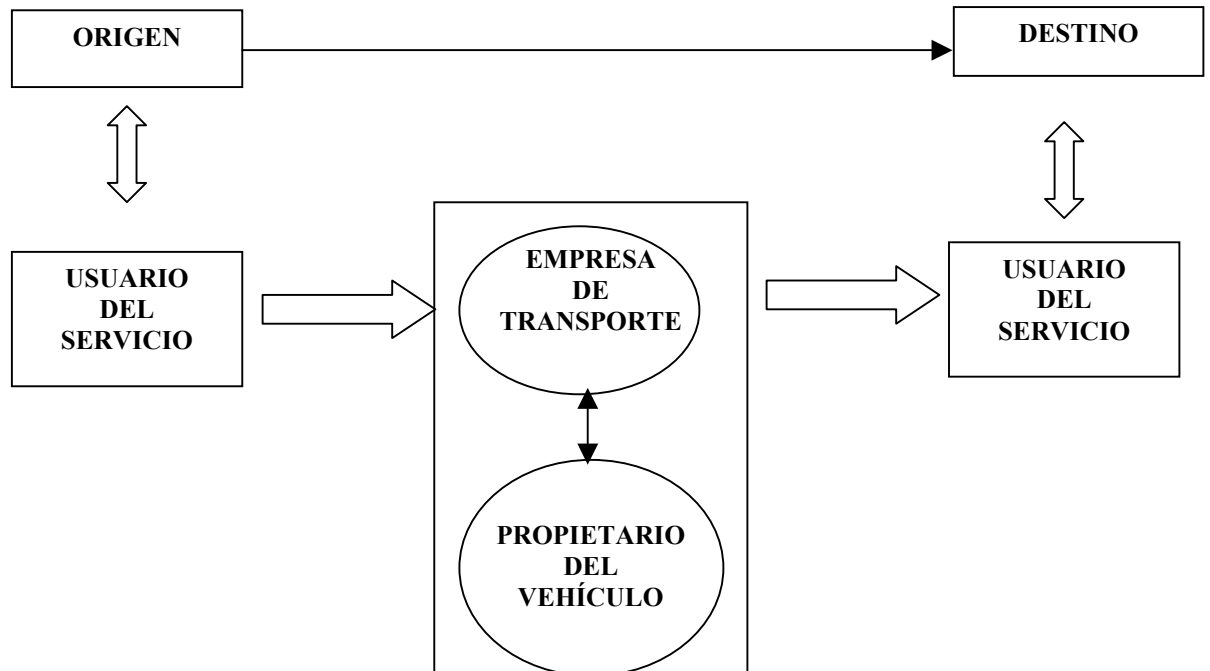 ORIGEN
DESTINO
USUARIO
DEL
SERVICIO
EMPRESA
DE
TRANSPORTE
USUARIO
DEL
SERVICIO
PROPIETARIO
DEL
VEHÍCULO